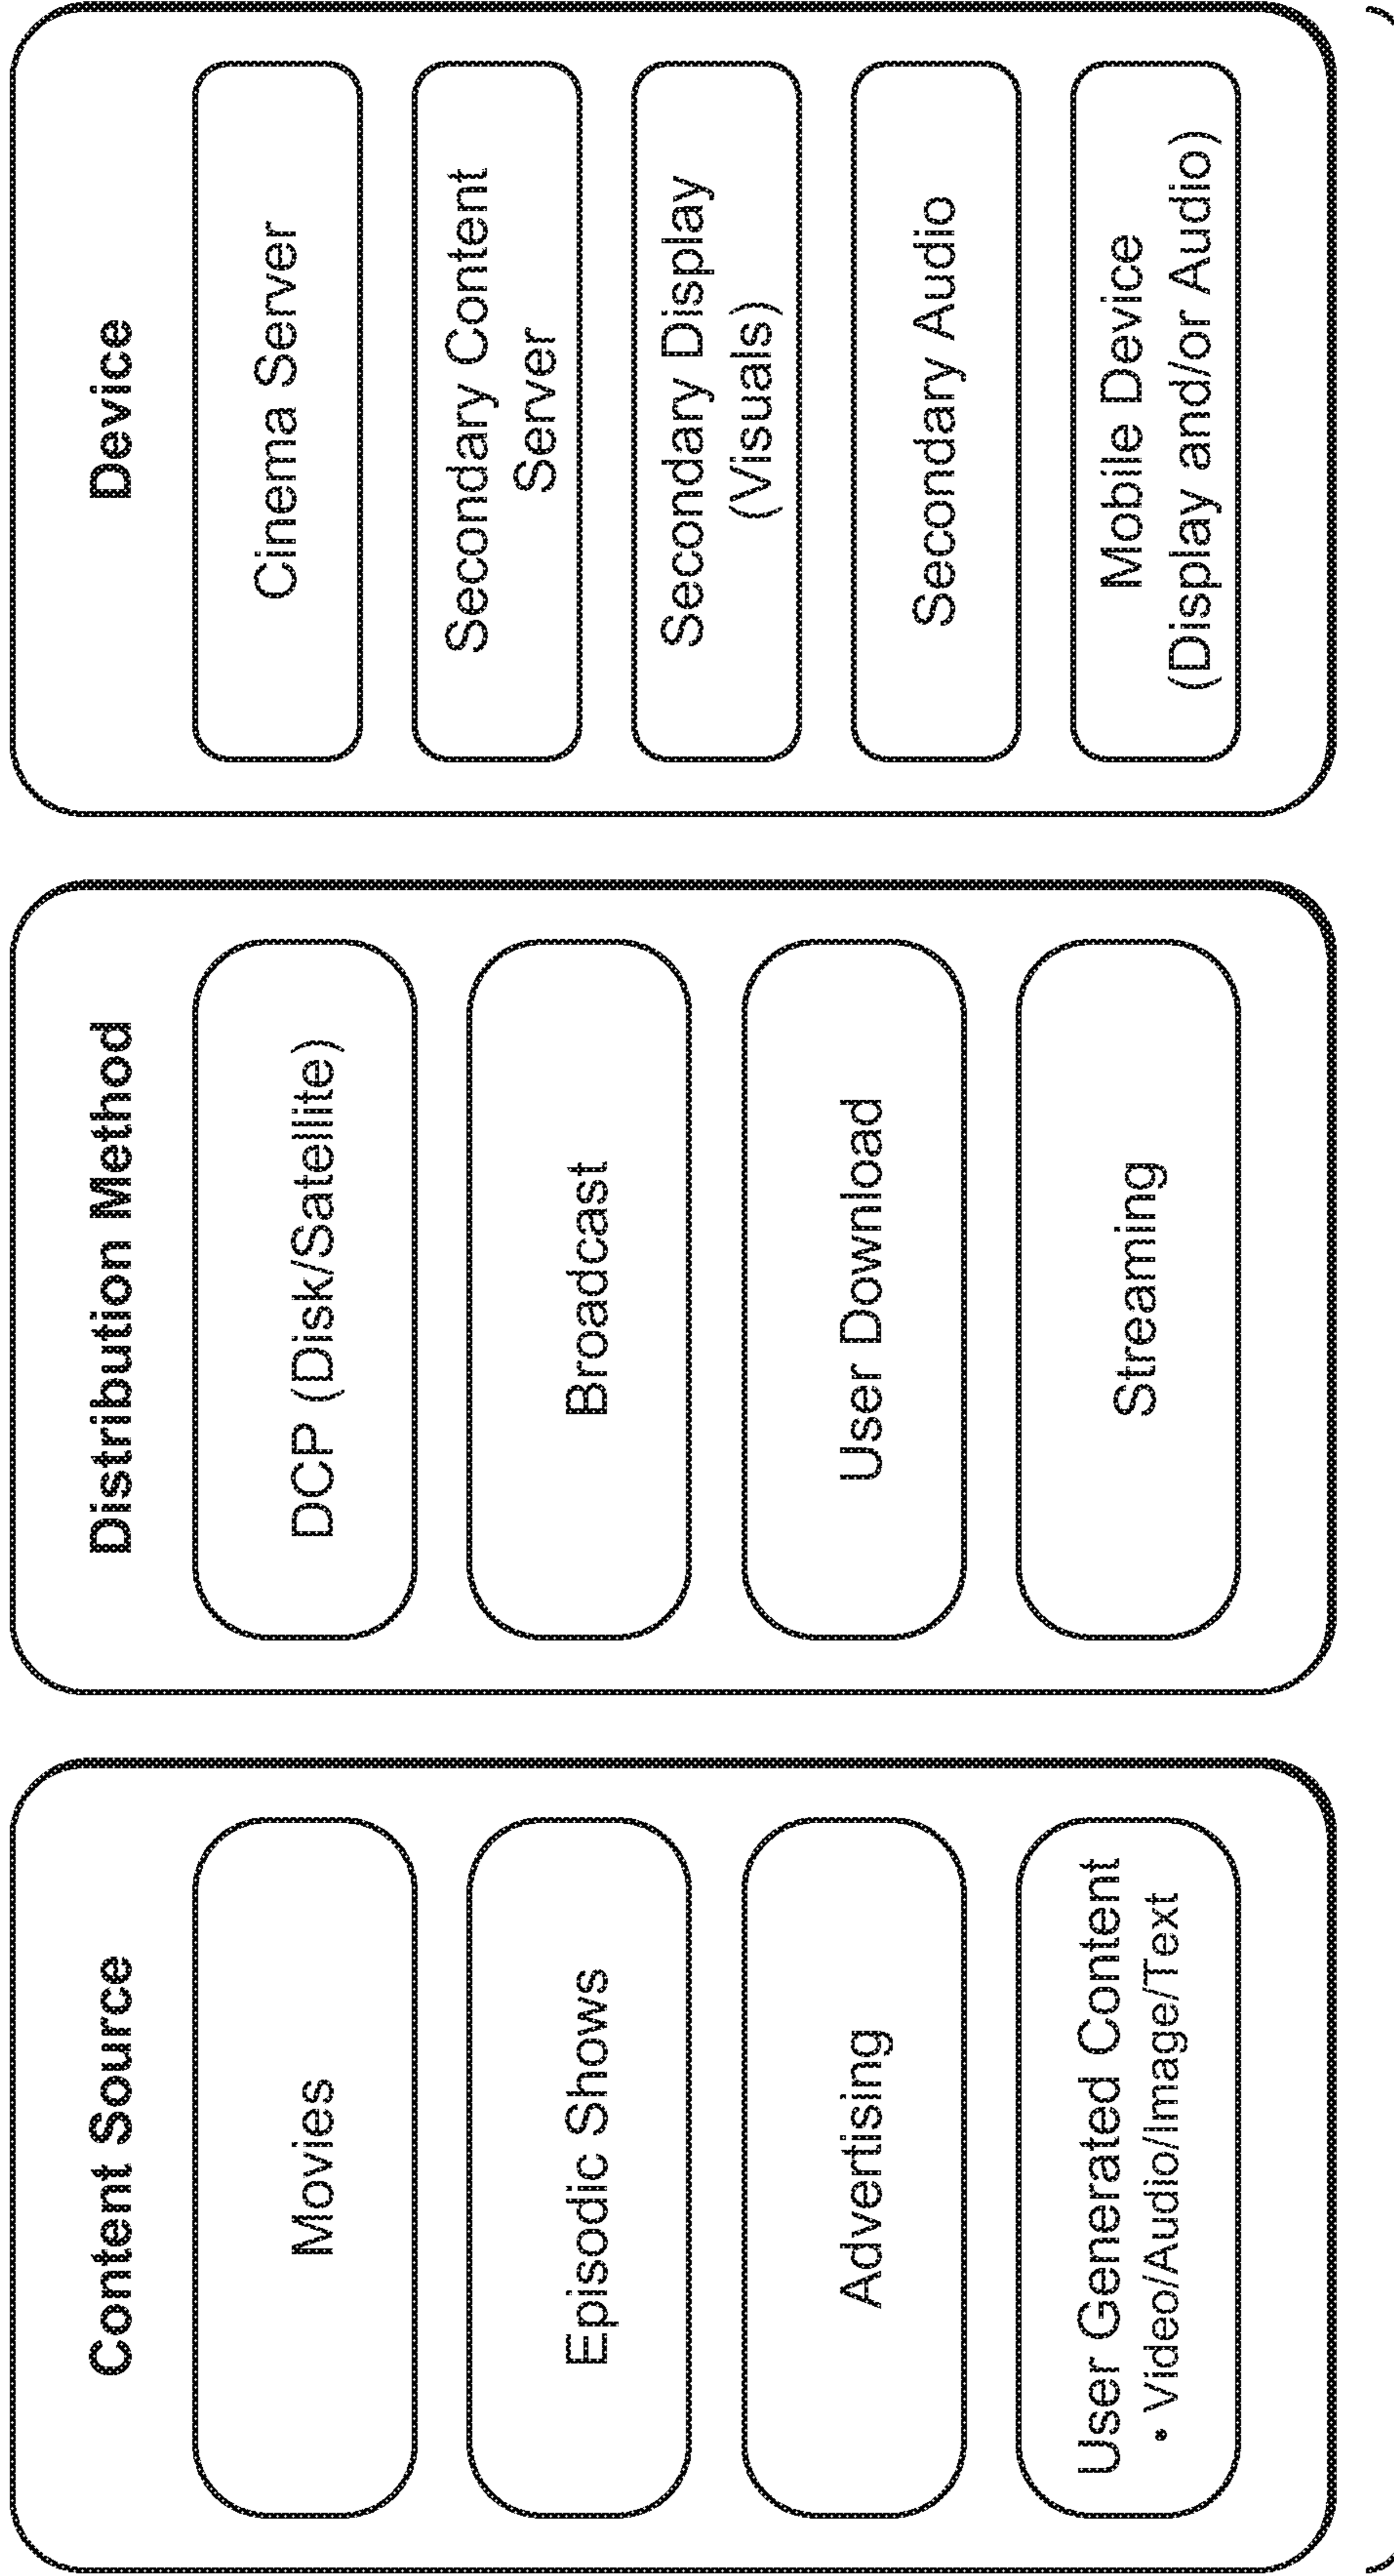 Content Source
Movies
Episodic Shows
Advertising
User Generated Content
• Video/Audio/Image/Text
Distribution Method
DCP (Disk/Satellite)
Broadcast
User Download
Streaming
Device
Cinema Server
Secondary Content
Server
Secondary Display
(Visuals)
Secondary Audio
Mobile Device
(Display and/or Audio)